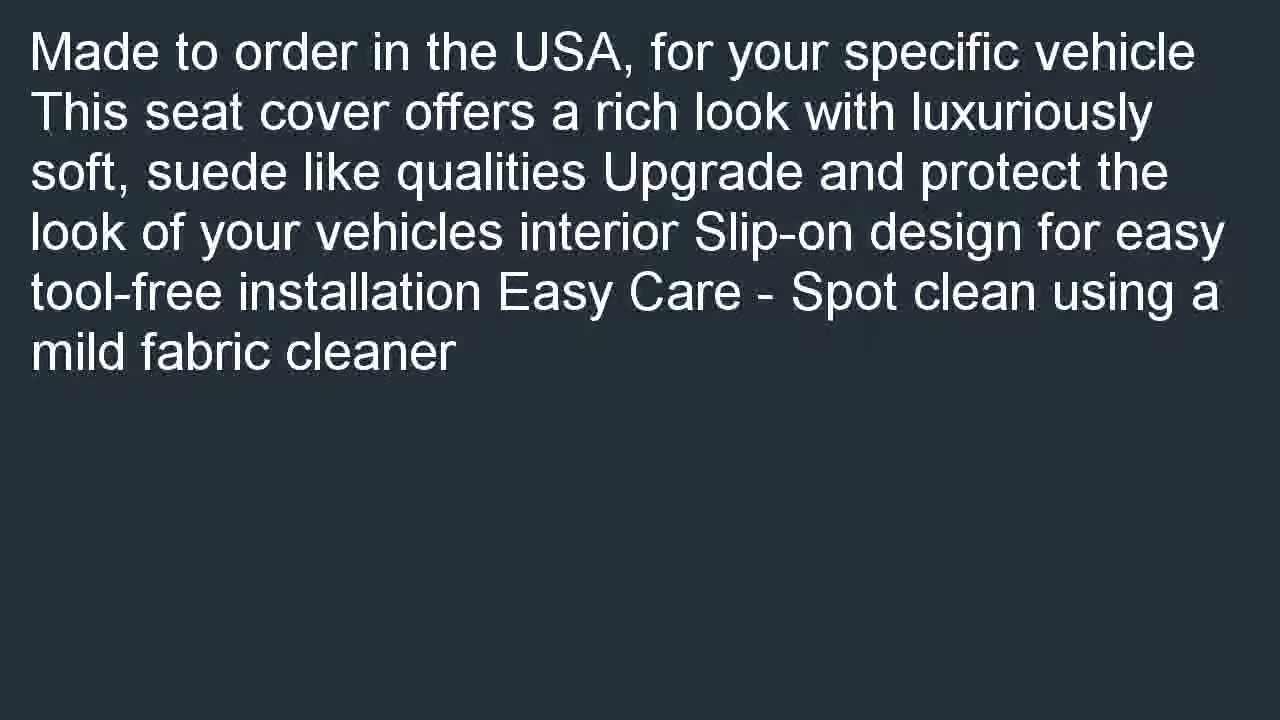 Made to order in the USA, for your specific vehicle
This seat cover offers a rich look with luxuriously
soft, suede like qualities Upgrade and protect the
look of your vehicles interior Slip-on design for easy
tool-free installation Easy Care - Spot clean using a
mild fabric cleaner